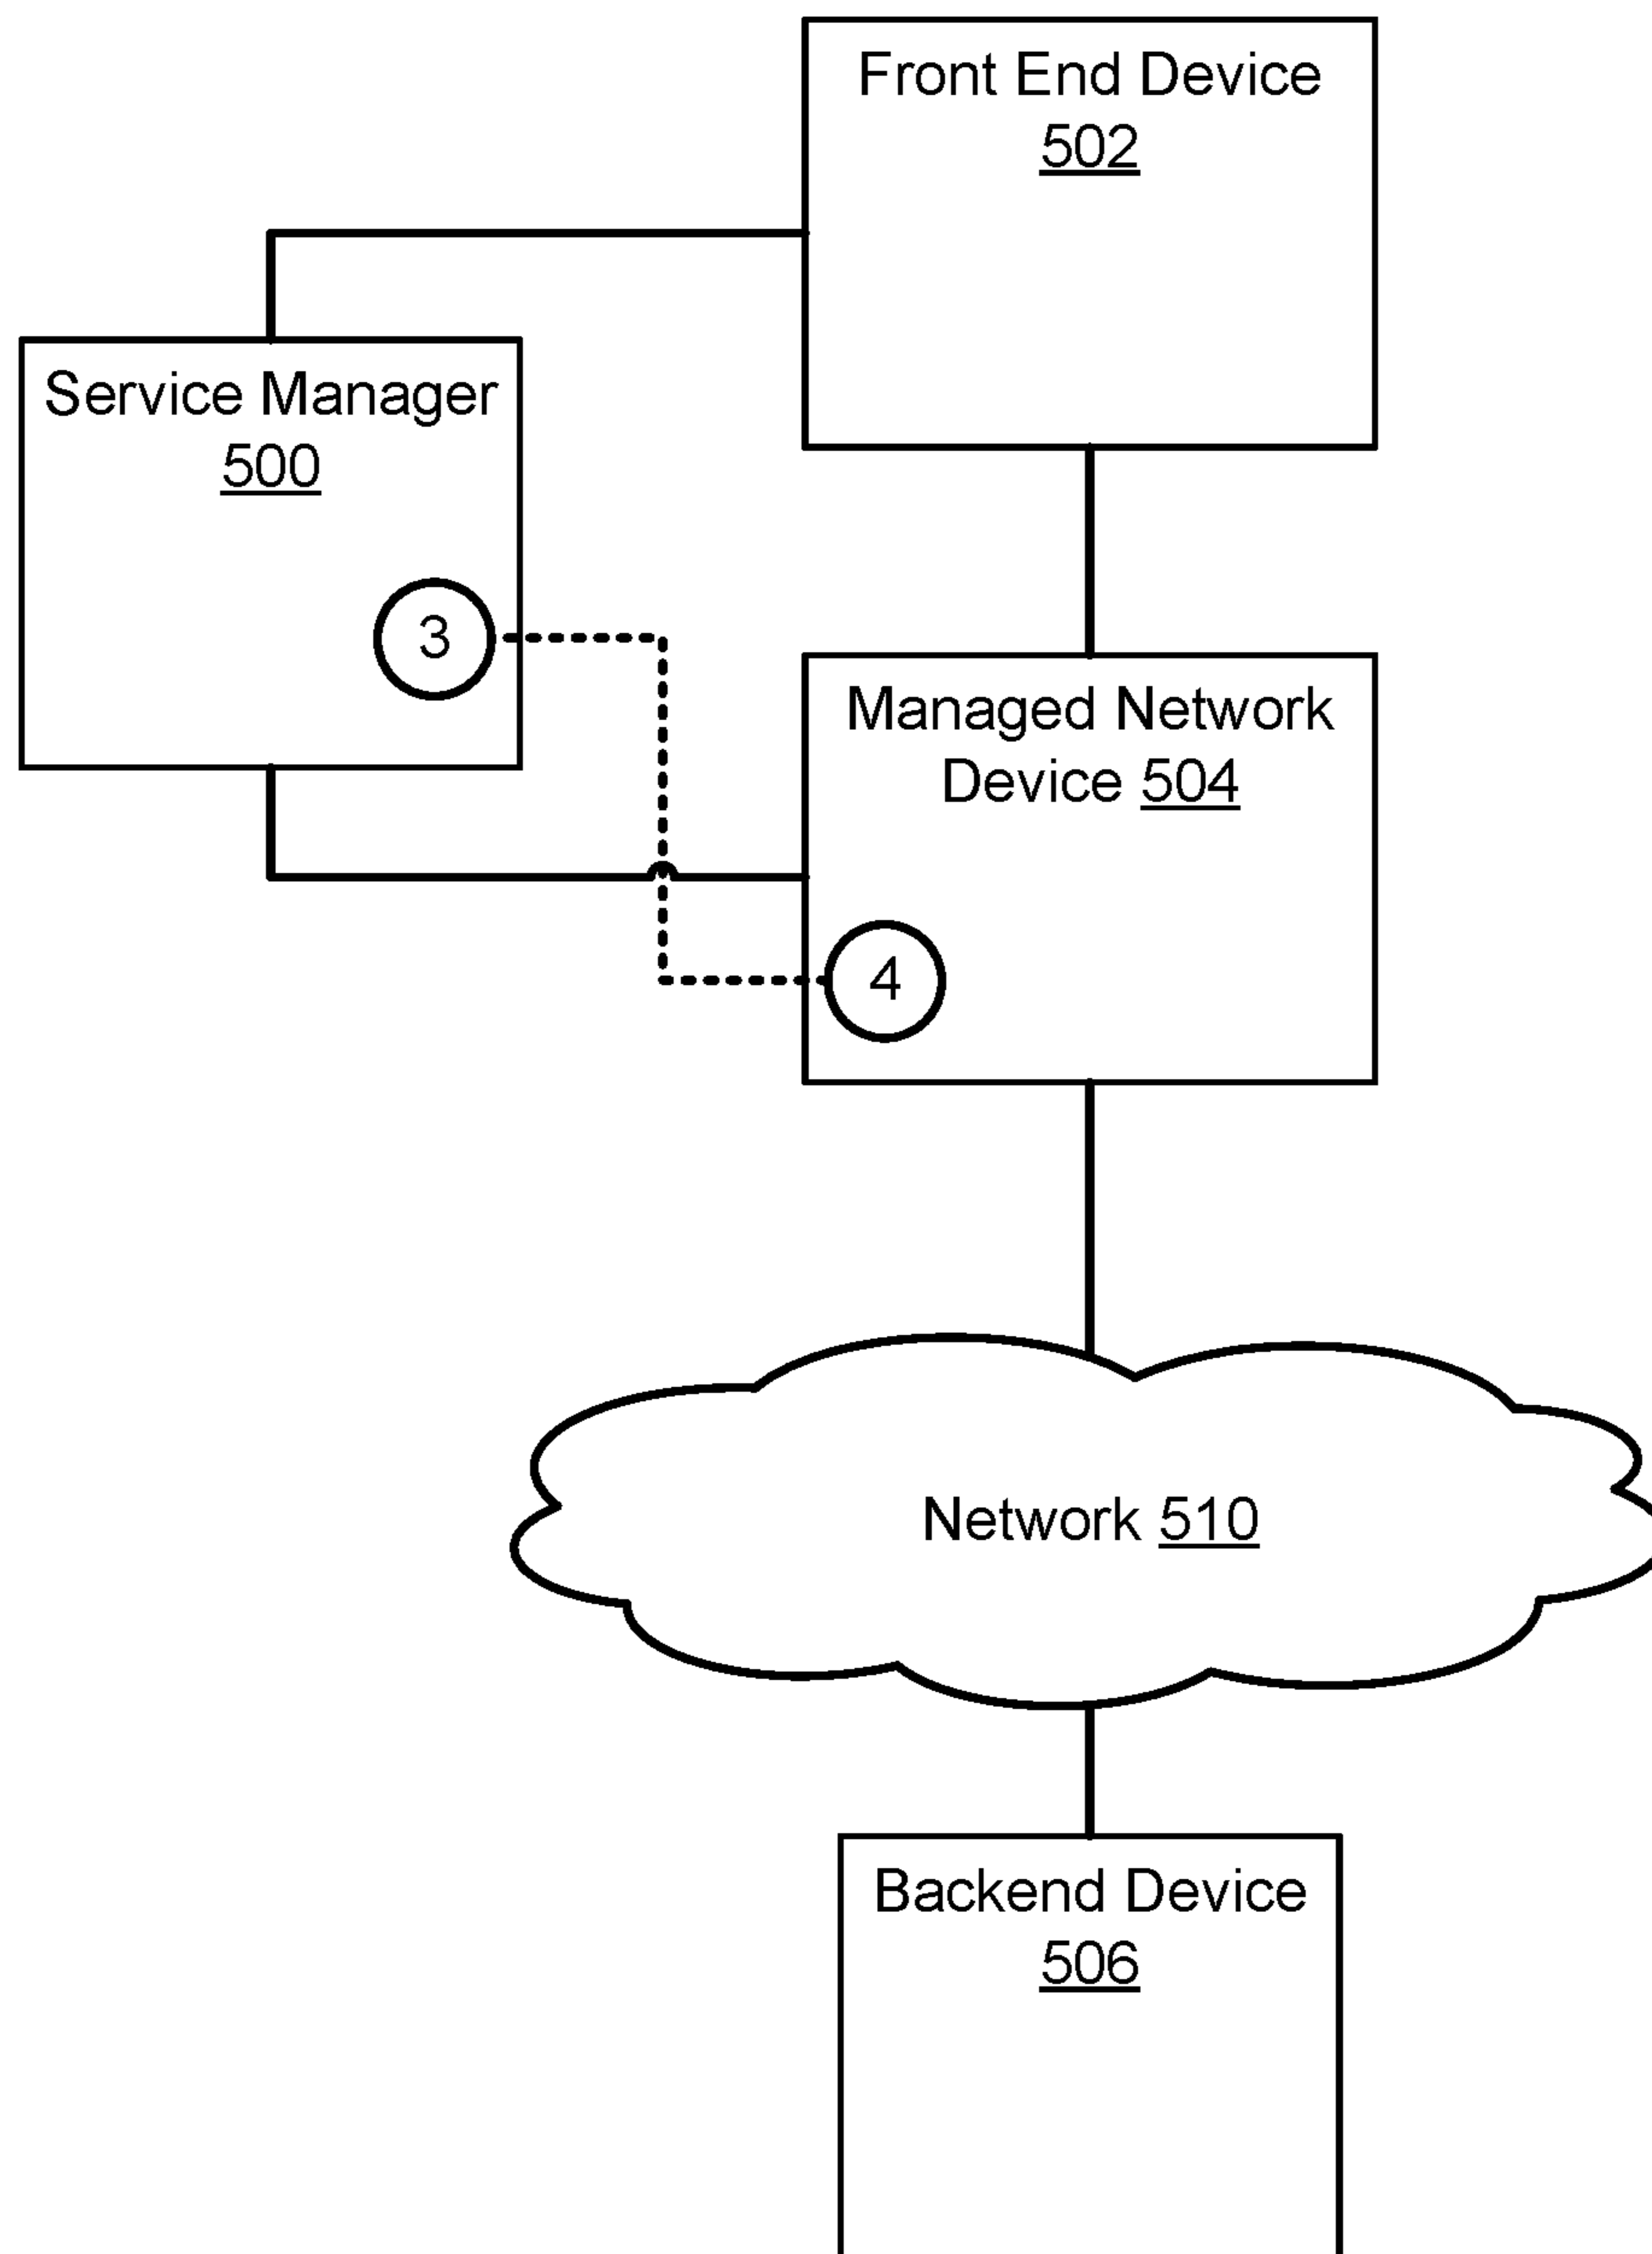 Front End Device
502
Service Manager
500
3
Managed Network
Device 504
4
Network 510
Backend Device
506